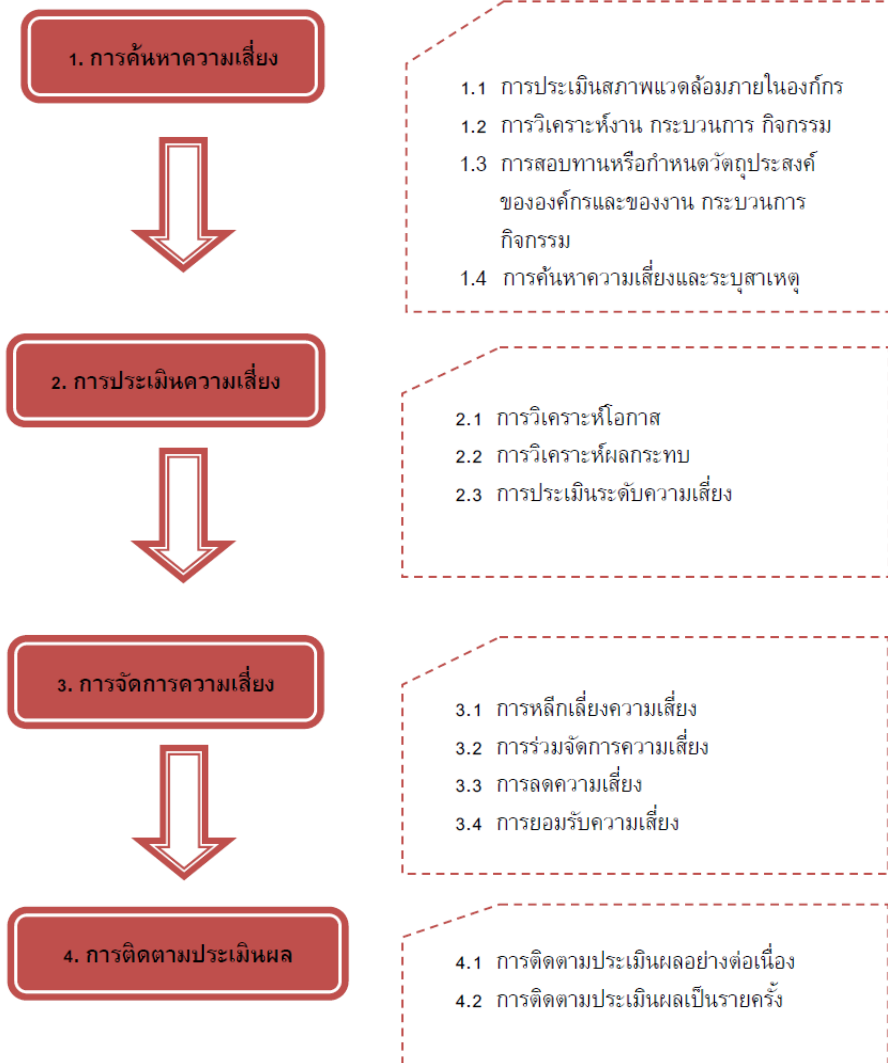 1. การค้นหาความเสี่ยง
1.1 การประเมินสภาพแวดล้อมภายในองก์กร
1.2 การวิเคราะห์งาน กระบวนการ กิจกรรม
1.3 การสอบทานหรือกำหนดวัตถุประสงค์
ขององค์กรและของงาน กระบวนการ
กิจกรรม
1.4 การค้นหาความเสี่ยงและระบุสาเหตุ
2. การประเมินความเสี่ยง
2.1 การวิเคราะห์โอกาส
2.2 การวิเคราะห์ผลกระทบ
2.3 การประเมินระดับความเสี่ยง
3. การจัดการความเสี่ยง
3.1 การหลีกเลี่ยงความเสี่ยง
3.2 การร่วมจัดการความเสี่ยง
3.3 การลดความเสี่ยง
3.4 การยอมรับความเสี่ยง
4. การติดตามประเมินผล
4.1 การติดตามประเมินผลอย่างต่อเนื่อง
4.2 การติดตามประเมินผลเป็นรายครั้ง